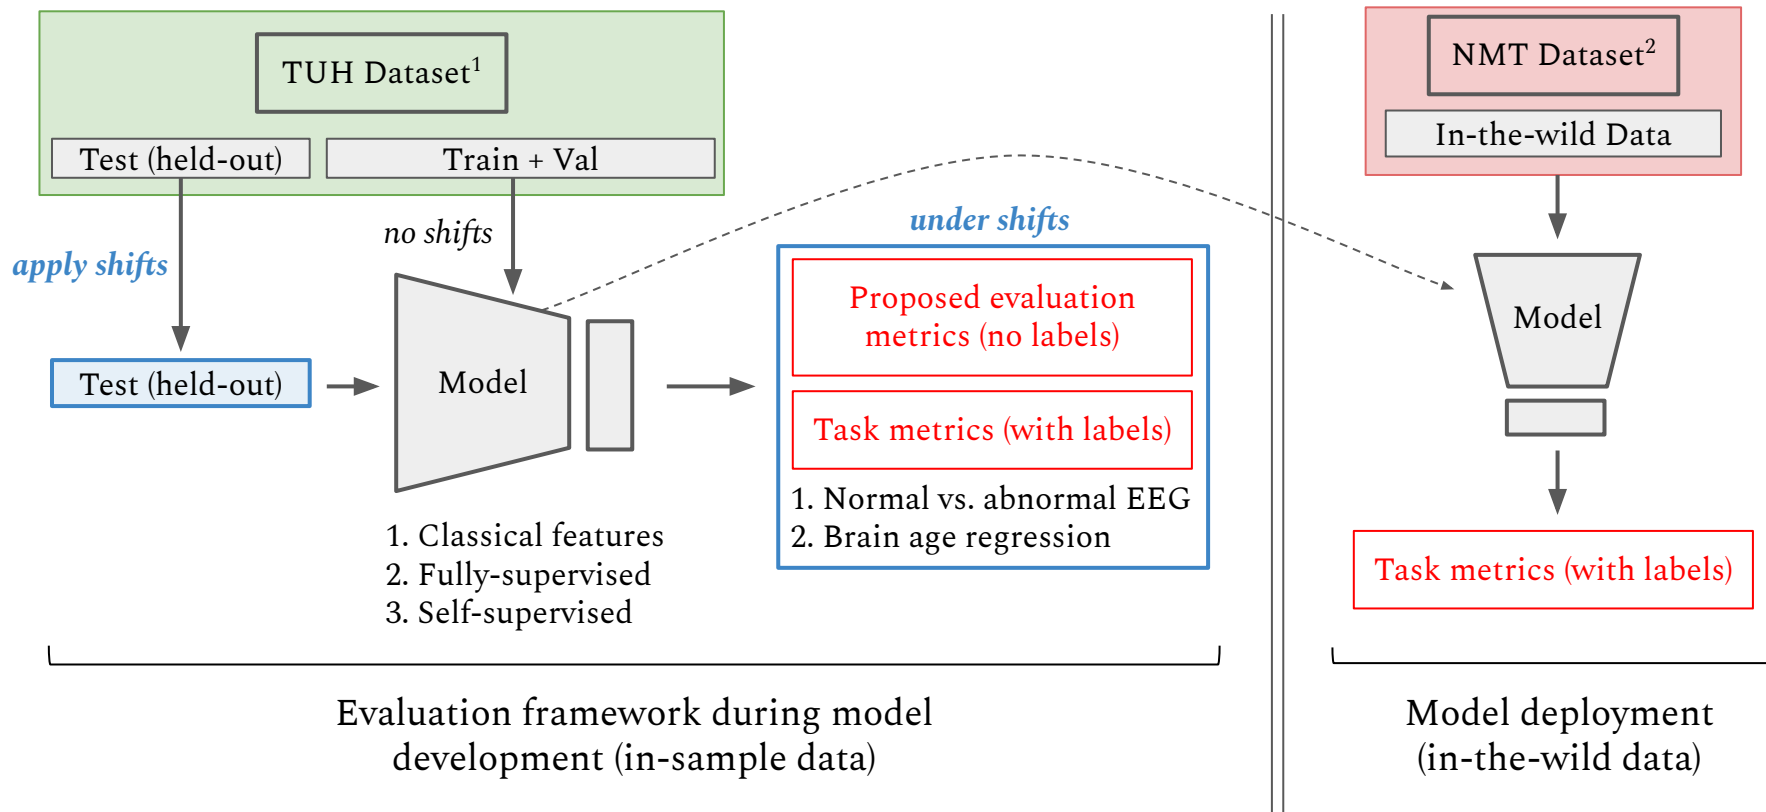 TUH Dataset1
Test (held-out)
Train + Val
apply shifts
no shifts
Test (held-out)
Model
1. Classical features
2. Fully-supervised
3. Self-supervised
under shifts
Proposed evaluation
metrics (no labels)
Task metrics (with labels)
1. Normal vs. abnormal EEG
2. Brain age regression
Evaluation framework during model
development (in-sample data)
NMT Dataset2
In-the-wild Data
Model
Task metrics (with labels)
Model deployment
(in-the-wild data)